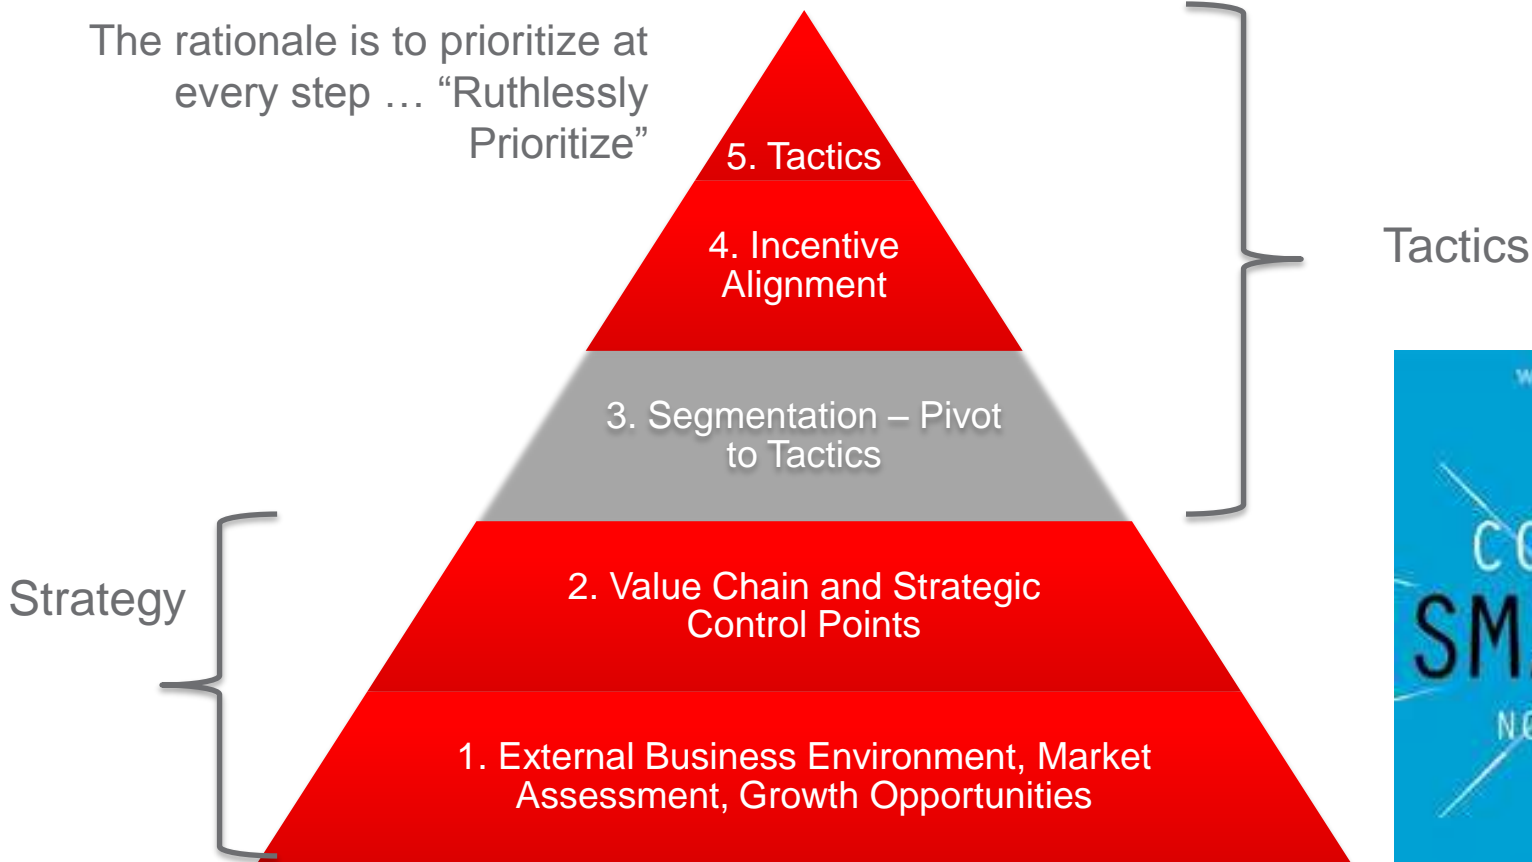 The rationale is to prioritize at
every step … “Ruthlessly
Prioritize”
5. Tactics
4. Incentive
Alignment
Tactics
3. Segmentation – Pivot
to Tactics
Strategy
2. Value Chain and Strategic
Control Points
1. External Business Environment, Market
Assessment, Growth Opportunities